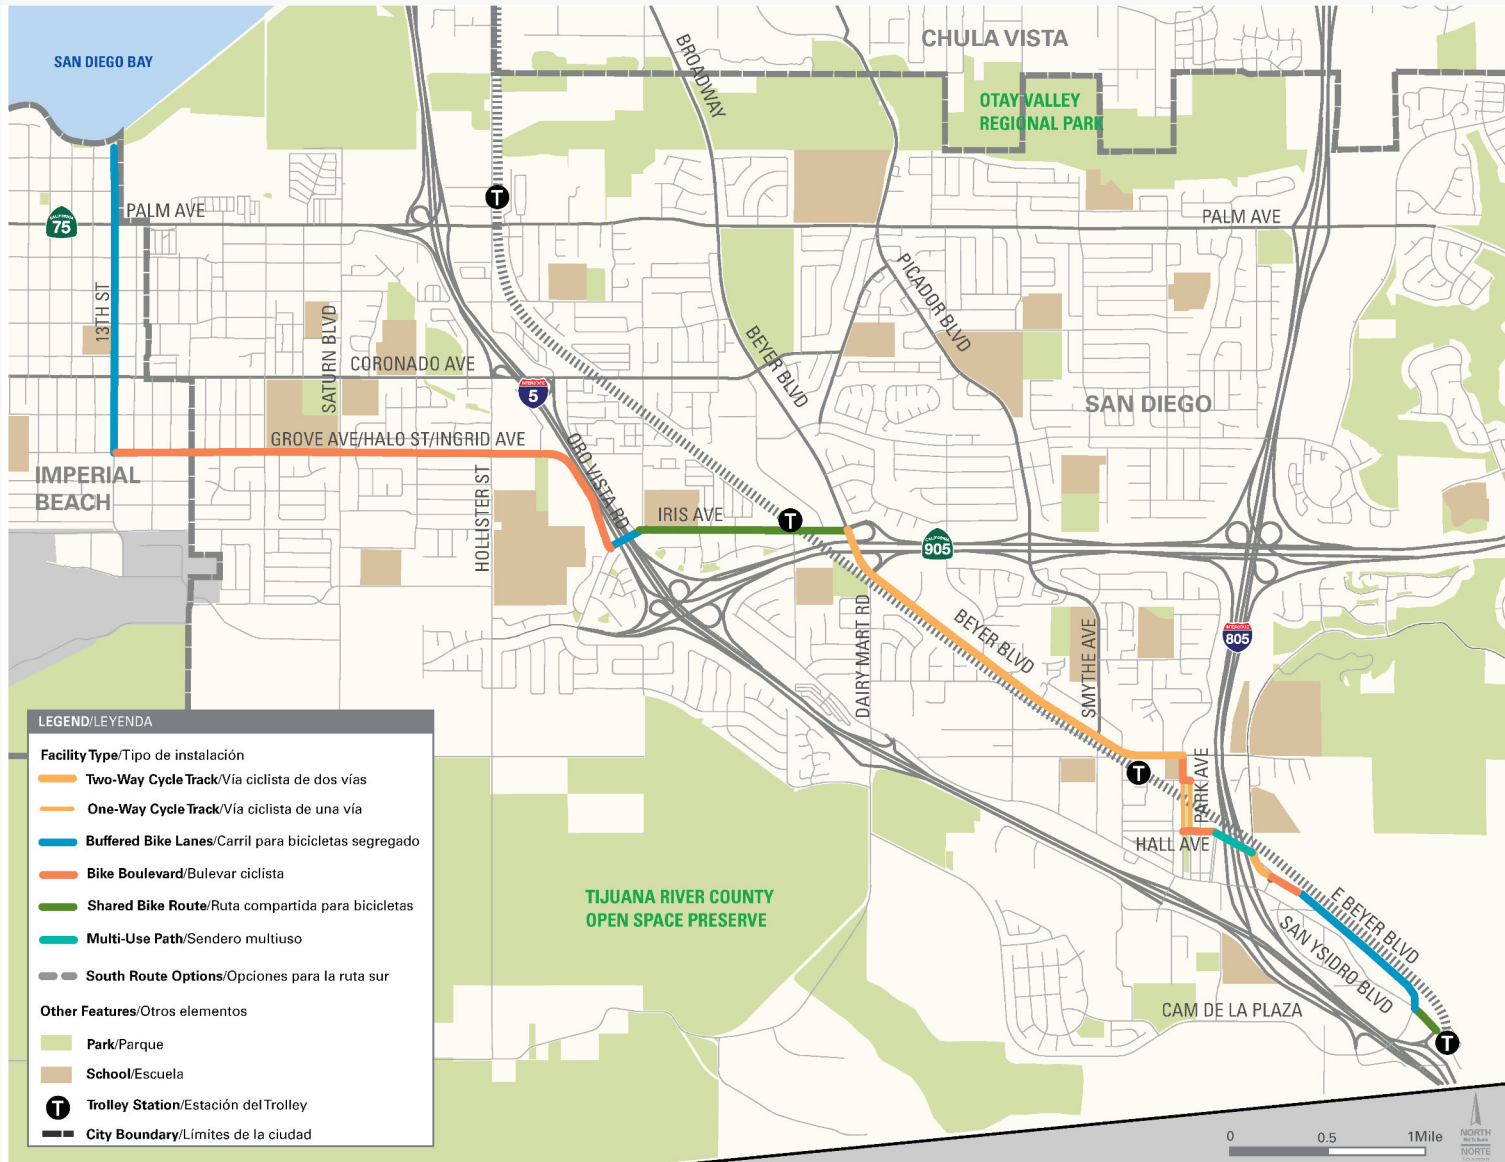 CHULA VISTA
SAN DIEGO BAY
BROADWAY
OTAY VALLEY
REGIONAL PARK
T
CALIFORNIA
75
PALM AVE
PALM AVE
13TH ST
SATURN BLVD
PICADOR BLVD
BEYER BLVD
CORONADO AVE
INTERSTATE
5
SAN DIEGO
GROVE AVE/HALO ST/INGRID AVE
ORO VISTA RD
IMPERIAL
BEACH
HOLLISTER ST
IRIS AVE
T
CALIFORNIA
905
DAIRY MART RD
BEYER BLVD
SMYTHE AVE
INTERSTATE
805
LEGEND/LEYENDA
Facility Type/Tipo de instalación
Two-Way Cycle Track/Vía ciclista de dos vías
One-Way Cycle Track/Vía ciclista de una vía
Buffered Bike Lanes/Carril para bicicletas segregado
Bike Boulevard/Bulevar ciclista
Shared Bike Route/Ruta compartida para bicicletas
Multi-Use Path/Sendero multiuso
South Route Options/Opciones para la ruta sur
Other Features/Otros elementos
Park/Parque
School/Escuela
T
Trolley Station/Estación del Trolley
City Boundary/Límites de la ciudad
T
PARK AVE
HALL AVE
TIJUANA RIVER COUNTY
OPEN SPACE PRESERVE
E BEYER BLVD
SAN YSIDRO BLVD
CAM DE LA PLAZA
T
0
0.5
1Mile
NORTH
NORTE